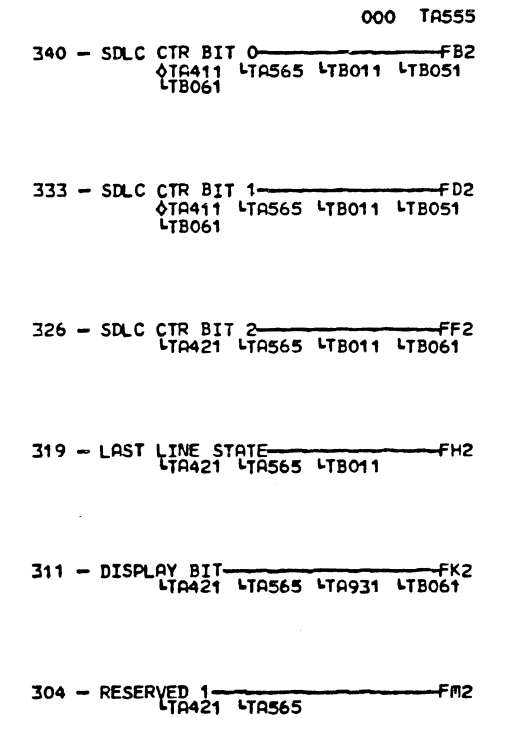 000 TA555
340 - SDLC CTR BIT 0 FB2
◊TA411 ┗TA565 ┗TB011 ┗TB051
┗TB061
333 - SDLC CTR BIT 1 FD2
◊TA411 ┗TA565 ┗TB011 ┗TB051
┗TB061
326 - SDLC CTR BIT 2 FF2
┗TA421 ┗TA565 ┗TB011 ┗TB061
319 - LAST LINE STATE FH2
┗TA421 ┗TA565 ┗TB011
311 - DISPLAY BIT FK2
┗TA421 ┗TA565 ┗TA931 ┗TB061
304 - RESERVED 1 FM2
┗TA421 ┗TA565